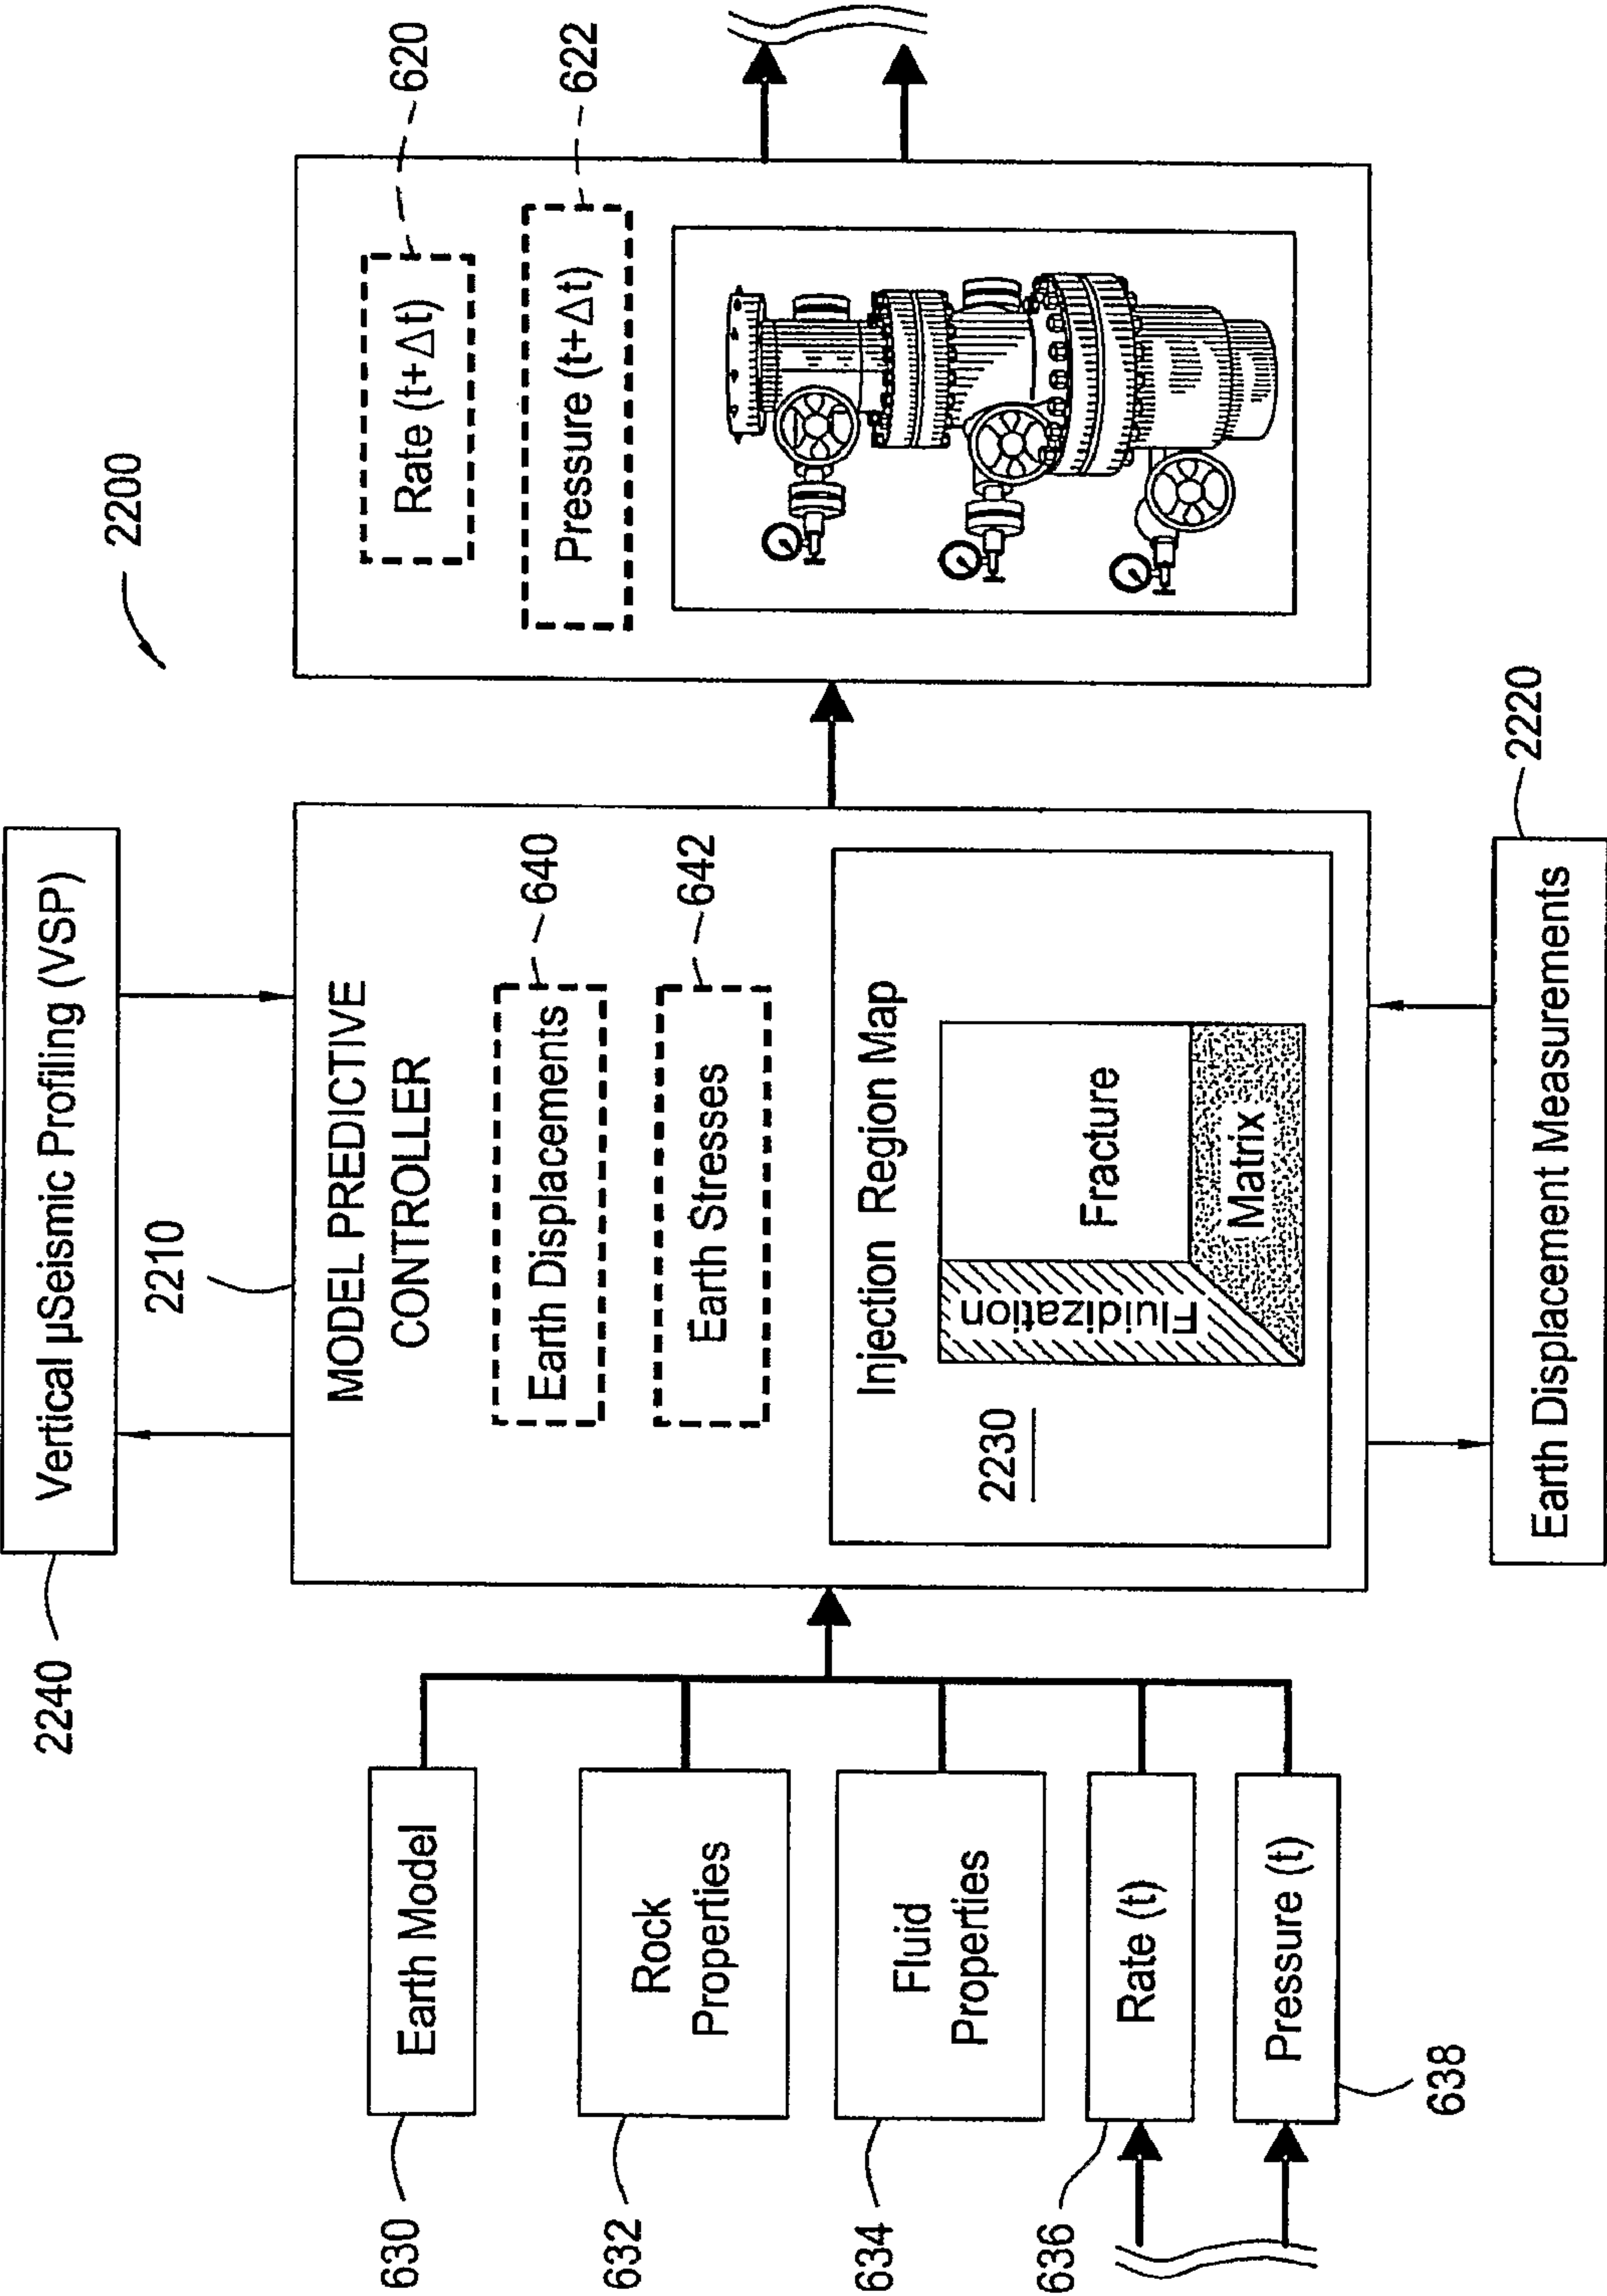 2240
Vertical µSeismic Profiling (VSP)
2210
2200
630
Earth Model
632
Rock
Properties
634
Fluid
Properties
636
Rate (t)
638
Pressure (t)
MODEL PREDICTIVE
CONTROLLER
Earth Displacements
640
Earth Stresses
642
Injection Region Map
2230
Fluidization
Fracture
Matrix
Rate (t+Δt)
620
Pressure (t+Δt)
622
Earth Displacement Measurements
2220